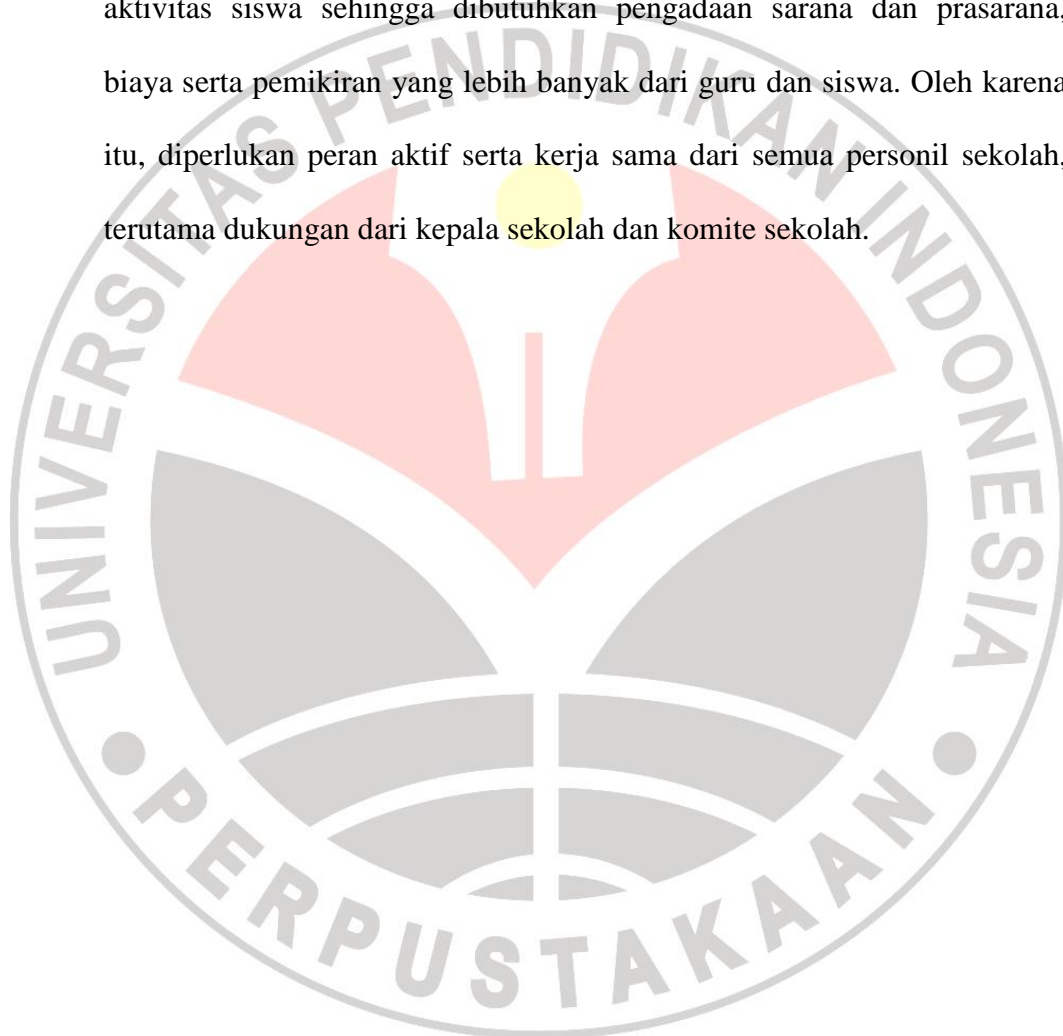 aktivitas siswa sehingga dibutuhkan pengadaan sarana dan prasarana,
biaya serta pemikiran yang lebih banyak dari guru dan siswa. Oleh karena
itu, diperlukan peran aktif serta kerja sama dari semua personil sekolah,
terutama dukungan dari kepala sekolah dan komite sekolah.
UNIVERSITAS PENDIDIKAN INDONESIA
PERPUSTAKAAN